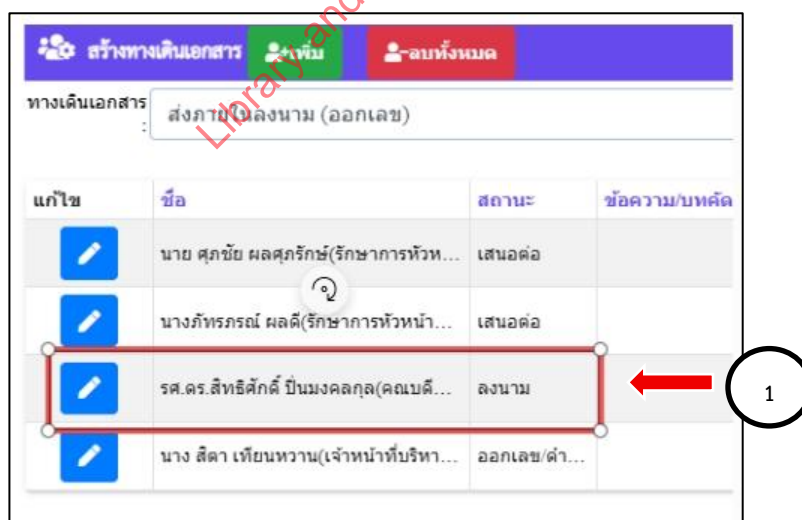 สร้างทางเดินเอกสาร +เพิ่ม -ลบทั้งหมด
Library and
ทางเดินเอกสาร
:
ส่งภายในลงนาม (ออกเลข)
แก้ไข ชื่อ สถานะ ข้อความ/บทคัด
นาย ศุภชัย ผลศุภรักษ์(รักษาการหัวห... เสนอต่อ
นางภัทรภรณ์ ผลดี(รักษาการหัวหน้า... เสนอต่อ
รศ.ดร.สิทธิศักดิ์ ปิ่นมงคลกุล(คณบดี... ลงนาม
1
นาง สิตา เทียนหวาน(เจ้าหน้าที่บริหา... ออกเลข/ดำ...